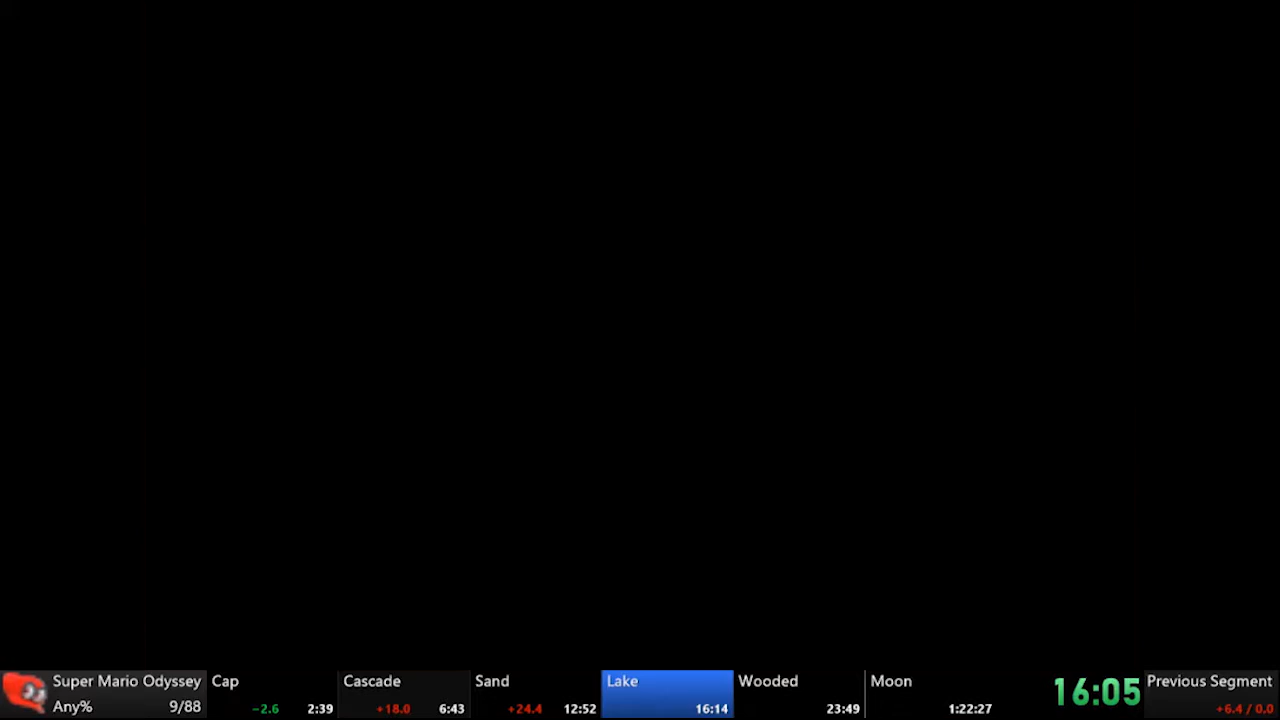 Super Mario Odyssey
Any% 9/88
Cap
−2.6 2:39
Cascade
+18.0 6:43
Sand
+24.4 12:52
Lake
16:14
Wooded
23:49
Moon
1:22:27
16:05
Previous Segment
+6.4 / 0.0